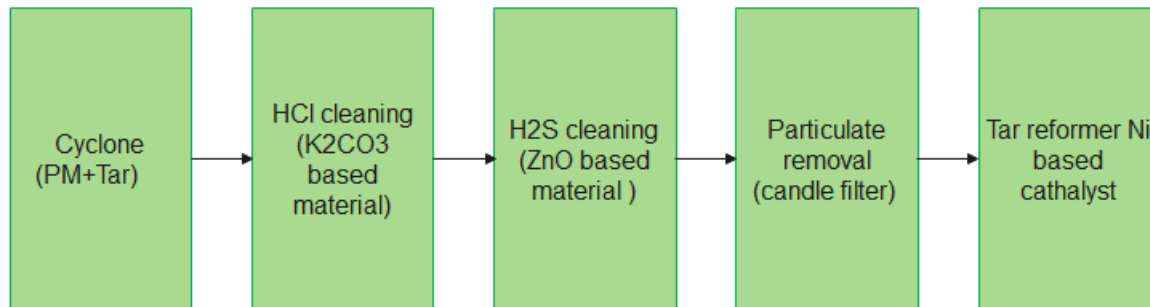 Cyclone
(PM+Tar)
HCl cleaning
(K2CO3
based
material)
H2S cleaning
(ZnO based
material )
Particulate
removal
(candle filter)
Tar reformer Ni
based
cathalyst